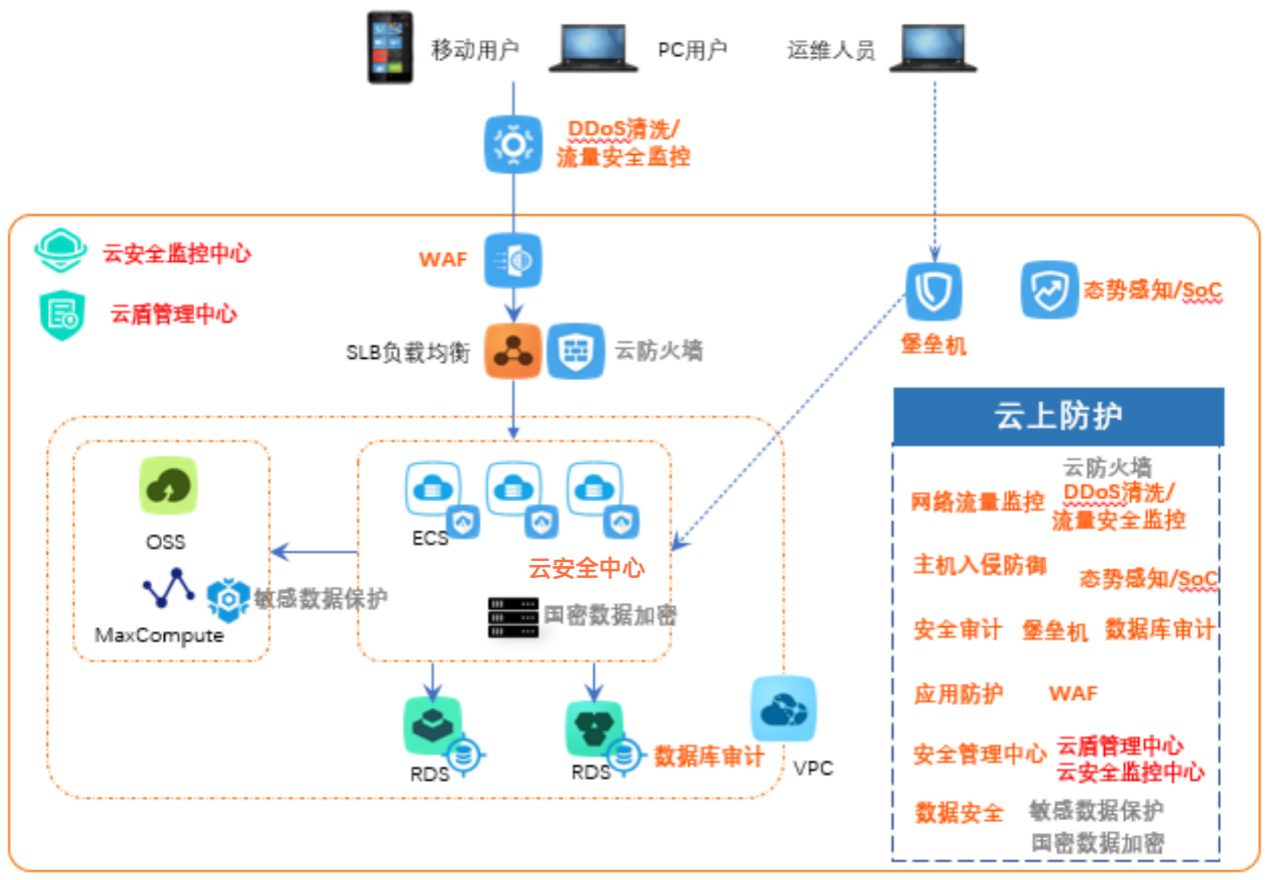 移动用户
PC用户
运维人员
DDoS清洗/
流量安全监控
云安全监控中心
WAF
云盾管理中心
态势感知/SoC
堡垒机
SLB负载均衡
云防火墙
云上防护
云防火墙
网络流量监控
DDoS清洗/
流量安全监控
主机入侵防御
态势感知/SoC
安全审计 堡垒机 数据库审计
应用防护 WAF
安全管理中心
云盾管理中心
云安全监控中心
数据安全
敏感数据保护
国密数据加密
OSS
ECS
云安全中心
敏感数据保护
国密数据加密
MaxCompute
RDS
RDS
数据库审计
VPC